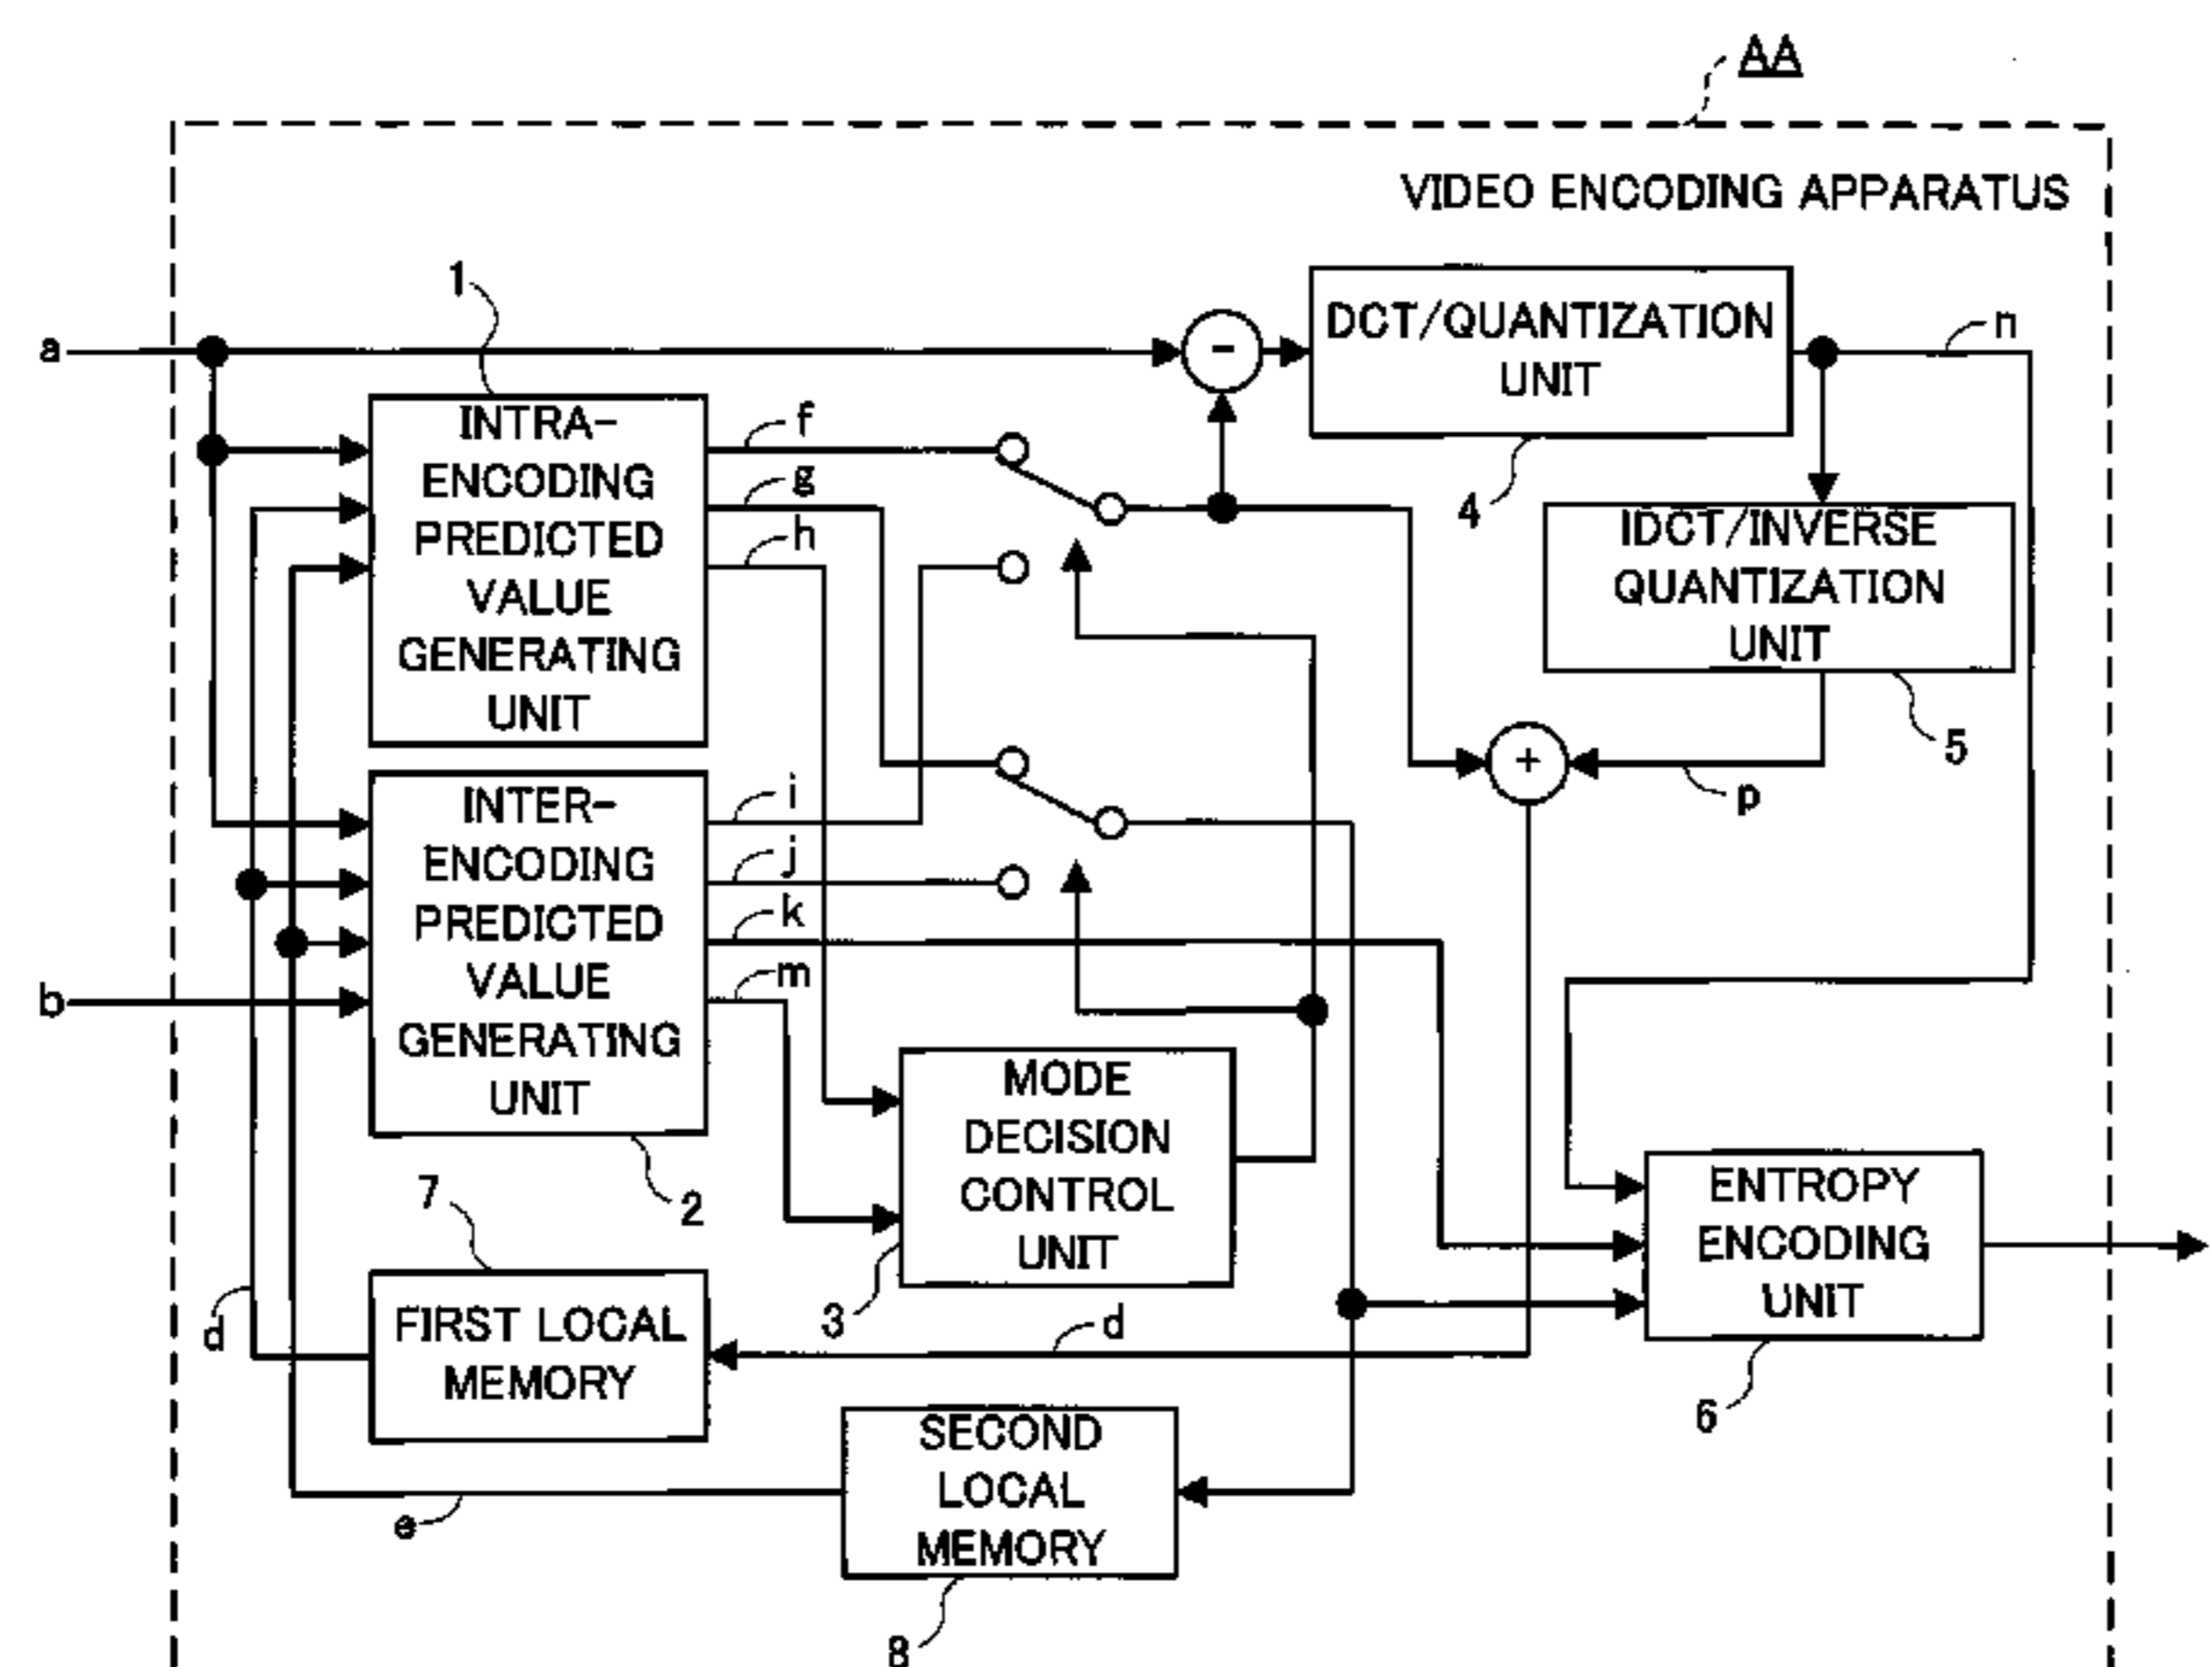 AA
VIDEO ENCODING APPARATUS
1
a
INTRA-
ENCODING
PREDICTED
VALUE
GENERATING
UNIT
f
g
h
-
DCT/QUANTIZATION
UNIT
4
n
IDCT/INVERSE
QUANTIZATION
UNIT
5
+
p
INTER-
ENCODING
PREDICTED
VALUE
GENERATING
UNIT
i
j
k
m
b
2
MODE
DECISION
CONTROL
UNIT
3
ENTROPY
ENCODING
UNIT
6
7
d
FIRST LOCAL
MEMORY
d
SECOND
LOCAL
MEMORY
e
8